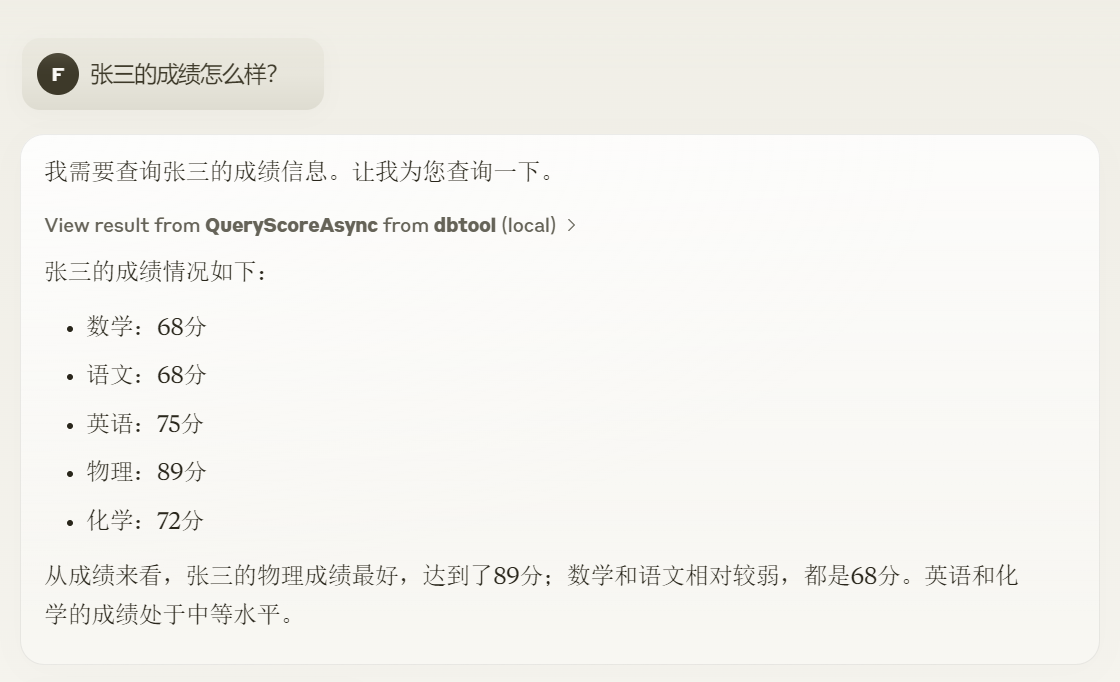 F 张三的成绩怎么样？
我需要查询张三的成绩信息。让我为您查询一下。
View result from QueryScoreAsync from dbtool (local) >
张三的成绩情况如下：
• 数学：68分
• 语文：68分
• 英语：75分
• 物理：89分
• 化学：72分
从成绩来看，张三的物理成绩最好，达到了89分；数学和语文相对较弱，都是68分。英语和化
学的成绩处于中等水平。